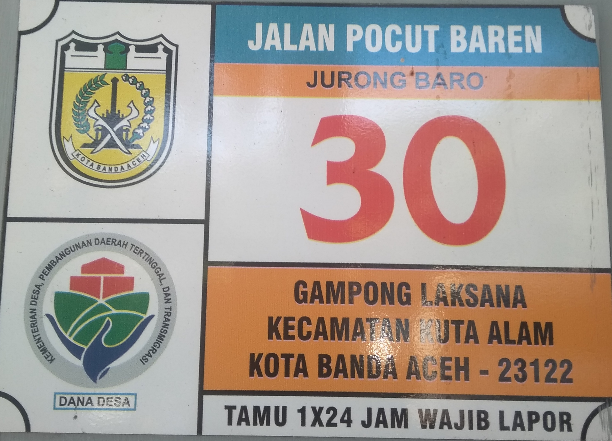 JALAN POCUT BAREN
JURONG BARO
30
KOTA BANDA ACEH
KEMENTERIAN DESA, PEMBANGUNAN DAERAH TERTINGGAL, DAN TRANSMIGRASI
DANA DESA
GAMPONG LAKSANA
KECAMATAN KUTA ALAM
KOTA BANDA ACEH - 23122
TAMU 1X24 JAM WAJIB LAPOR